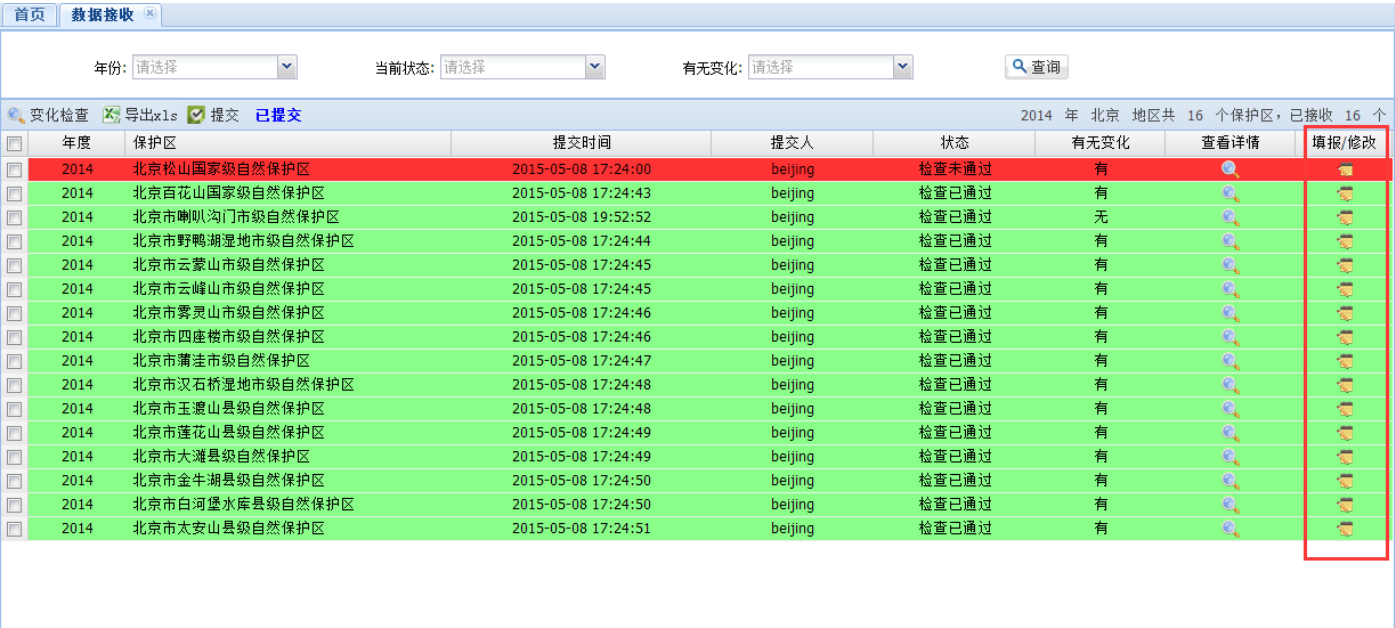 首页 数据接收
年份: 请选择 当前状态: 请选择 有无变化: 请选择 查询
变化检查 导出xls 提交 已提交 2014 年 北京 地区共 16 个保护区，已接收 16 个
年度 保护区 提交时间 提交人 状态 有无变化 查看详情 填报/修改
2014 北京松山国家级自然保护区 2015-05-08 17:24:00 beijing 检查未通过 有
2014 北京百花山国家级自然保护区 2015-05-08 17:24:43 beijing 检查已通过 有
2014 北京市喇叭沟门市级自然保护区 2015-05-08 19:52:52 beijing 检查已通过 无
2014 北京市野鸭湖湿地市级自然保护区 2015-05-08 17:24:44 beijing 检查已通过 有
2014 北京市云蒙山市级自然保护区 2015-05-08 17:24:45 beijing 检查已通过 有
2014 北京市云峰山市级自然保护区 2015-05-08 17:24:45 beijing 检查已通过 有
2014 北京市雾灵山市级自然保护区 2015-05-08 17:24:46 beijing 检查已通过 有
2014 北京市四座楼市级自然保护区 2015-05-08 17:24:46 beijing 检查已通过 有
2014 北京市蒲洼市级自然保护区 2015-05-08 17:24:47 beijing 检查已通过 有
2014 北京市汉石桥湿地市级自然保护区 2015-05-08 17:24:48 beijing 检查已通过 有
2014 北京市玉渡山县级自然保护区 2015-05-08 17:24:48 beijing 检查已通过 有
2014 北京市莲花山县级自然保护区 2015-05-08 17:24:49 beijing 检查已通过 有
2014 北京市大滩县级自然保护区 2015-05-08 17:24:49 beijing 检查已通过 有
2014 北京市金牛湖县级自然保护区 2015-05-08 17:24:50 beijing 检查已通过 有
2014 北京市白河堡水库县级自然保护区 2015-05-08 17:24:50 beijing 检查已通过 有
2014 北京市太安山县级自然保护区 2015-05-08 17:24:51 beijing 检查已通过 有